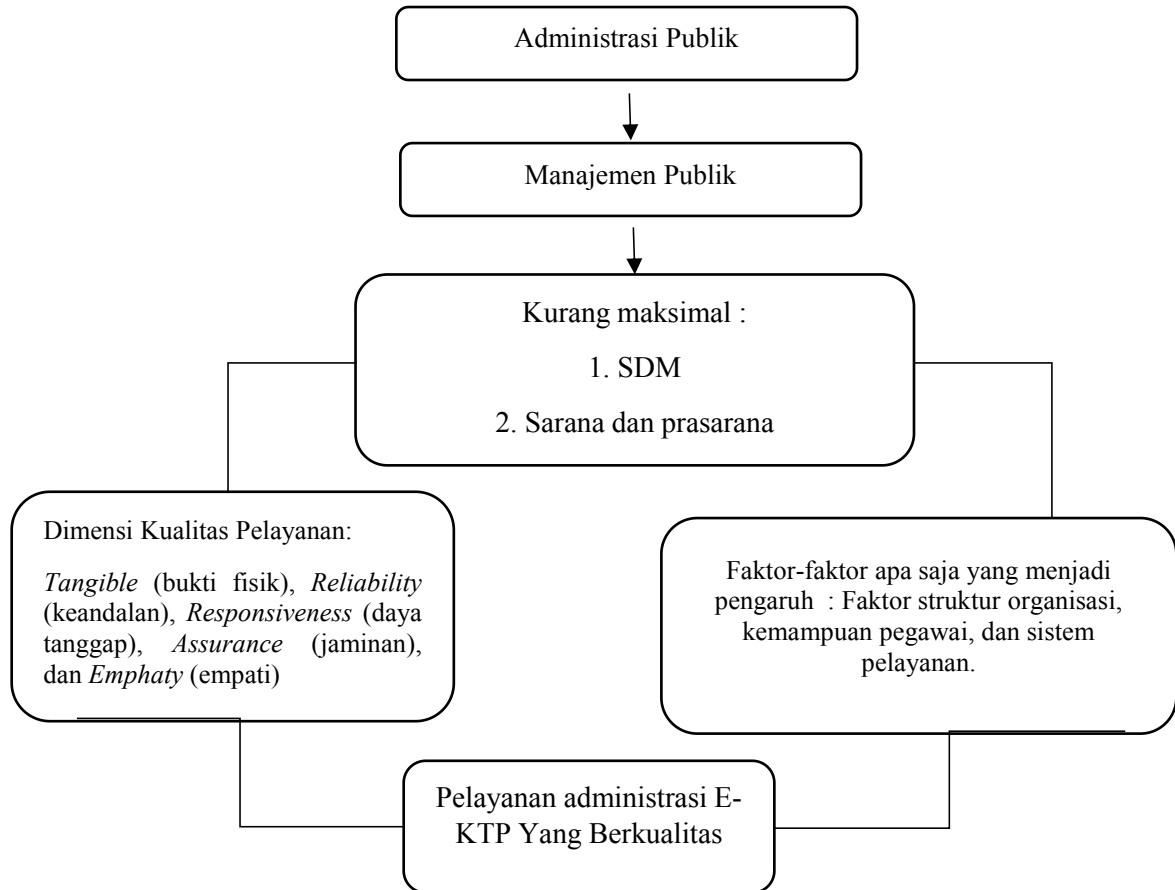 Administrasi Publik
Manajemen Publik
Kurang maksimal :
1. SDM
2. Sarana dan prasarana
Dimensi Kualitas Pelayanan:
Tangible (bukti fisik), Reliability
(keandalan), Responsiveness (daya
tanggap), Assurance (jaminan),
dan Emphaty (empati)
Faktor-faktor apa saja yang menjadi
pengaruh : Faktor struktur organisasi,
kemampuan pegawai, dan sistem
pelayanan.
Pelayanan administrasi E-
KTP Yang Berkualitas